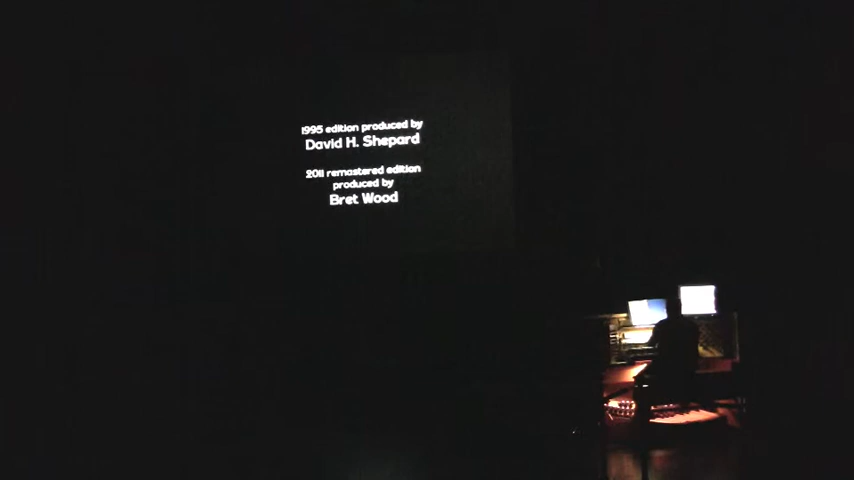 1995 edition produced by
David H. Shepard
2011 remastered edition
produced by
Bret Wood